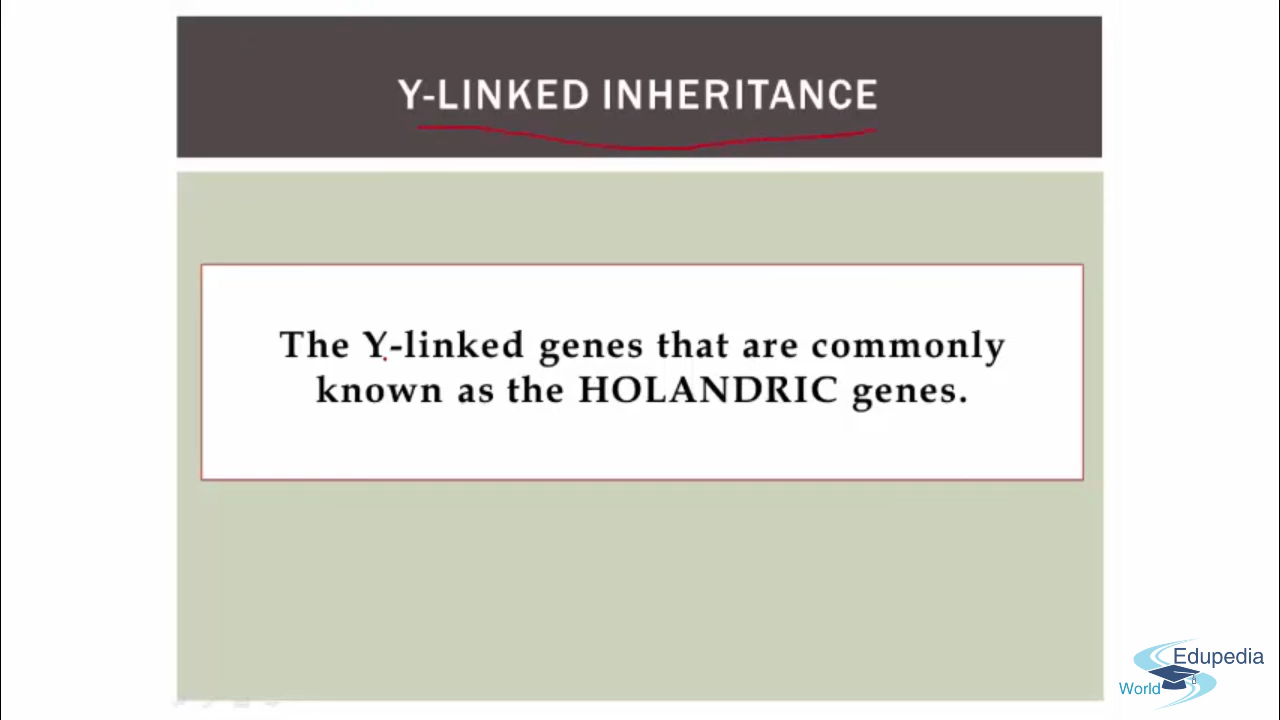 Y-LINKED INHERITANCE
The Y-linked genes that are commonly
known as the HOLANDRIC genes.
Edupedia
World